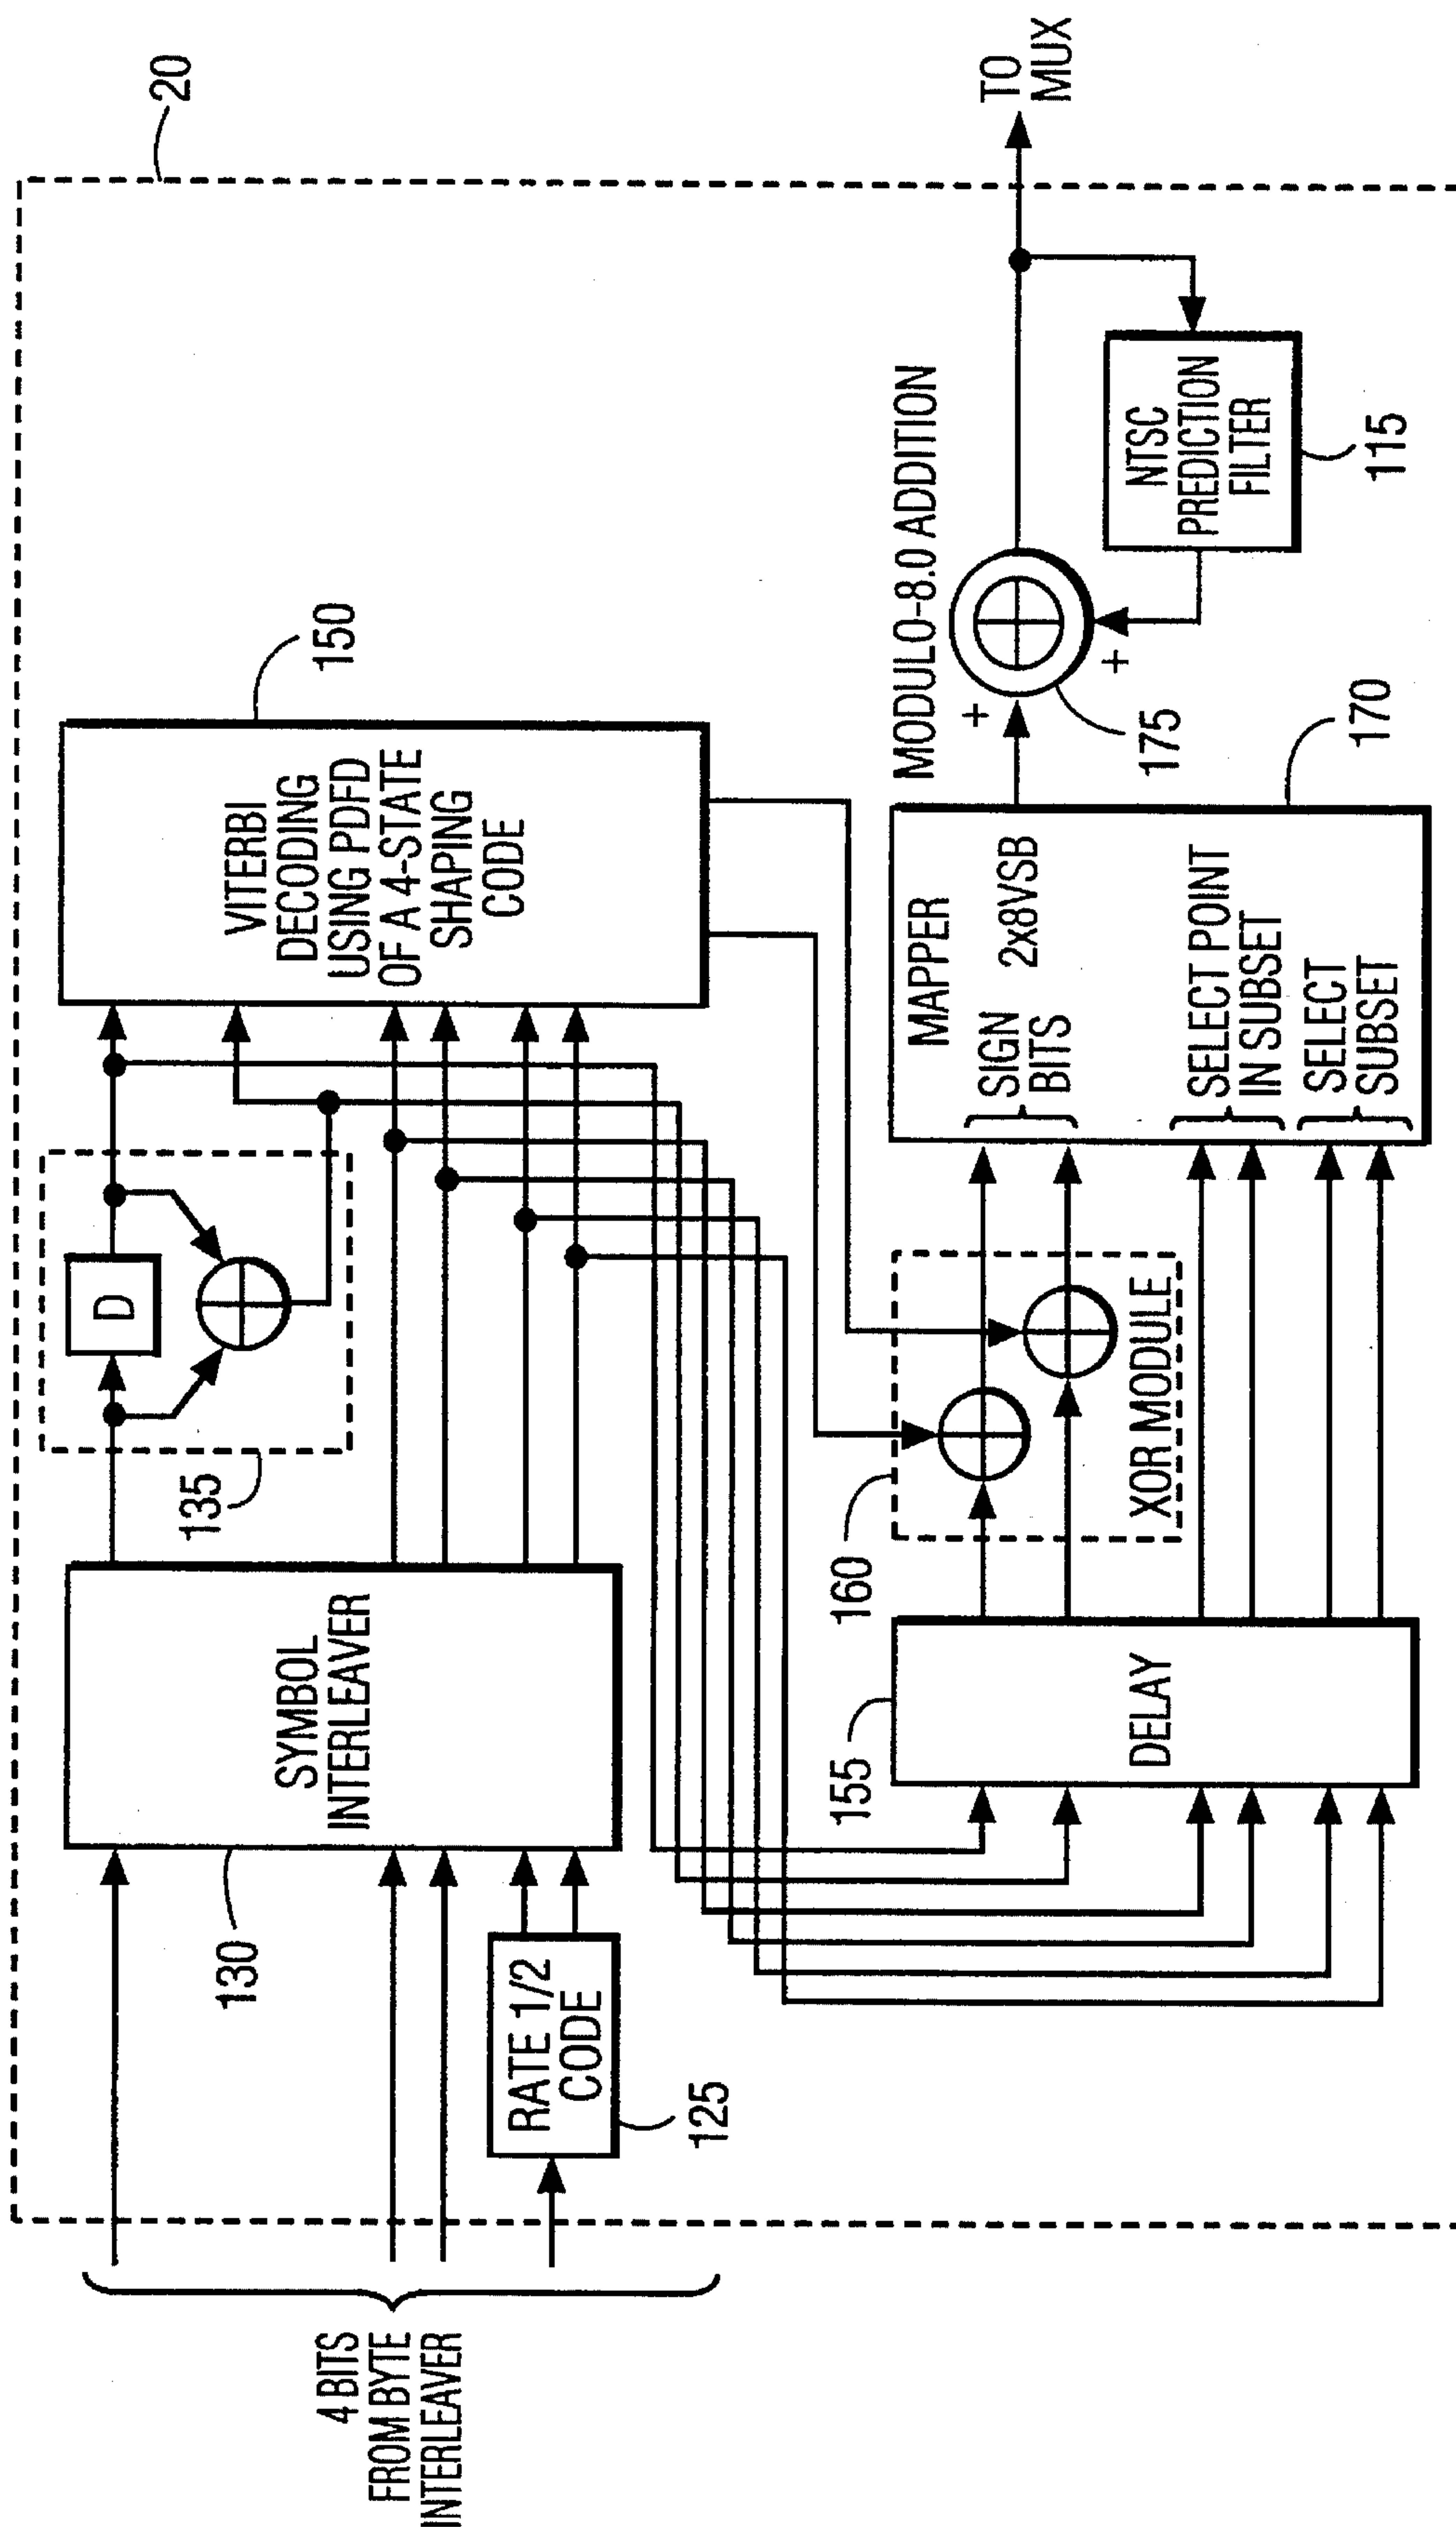 20
4 BITS
FROM BYTE
INTERLEAVER
130
SYMBOL
INTERLEAVER
RATE 1/2
CODE
125
135
D
150
VITERBI
DECODING
USING PDFD
OF A 4-STATE
SHAPING
CODE
155
DELAY
160
XOR MODULE
MAPPER
SIGN
BITS
2x8VSB
SELECT POINT
IN SUBSET
SELECT
SUBSET
170
MODULO-8.0 ADDITION
+
+
175
NTSC
PREDICTION
FILTER
115
TO
MUX